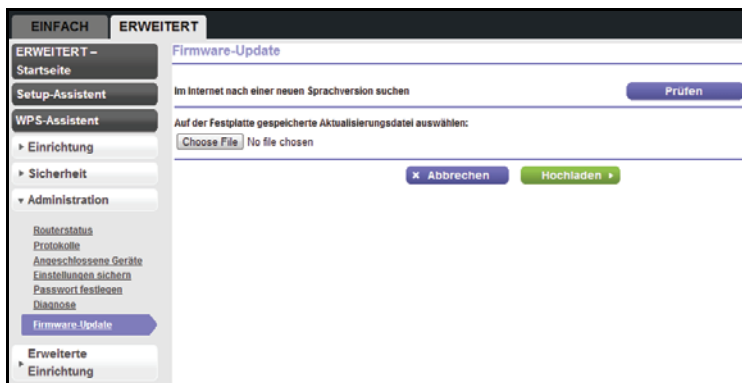 EINFACH
ERWEITERT
ERWEITERT –
Startseite
Setup-Assistent
WPS-Assistent
Einrichtung
Sicherheit
Administration
Routerstatus
Protokolle
Angeschlossene Geräte
Einstellungen sichern
Passwort festlegen
Diagnose
Firmware-Update
Erweiterte
Einrichtung
Firmware-Update
Im Internet nach einer neuen Sprachversion suchen
Prüfen
Auf der Festplatte gespeicherte Aktualisierungsdatei auswählen:
Choose File No file chosen
x Abbrechen
Hochladen